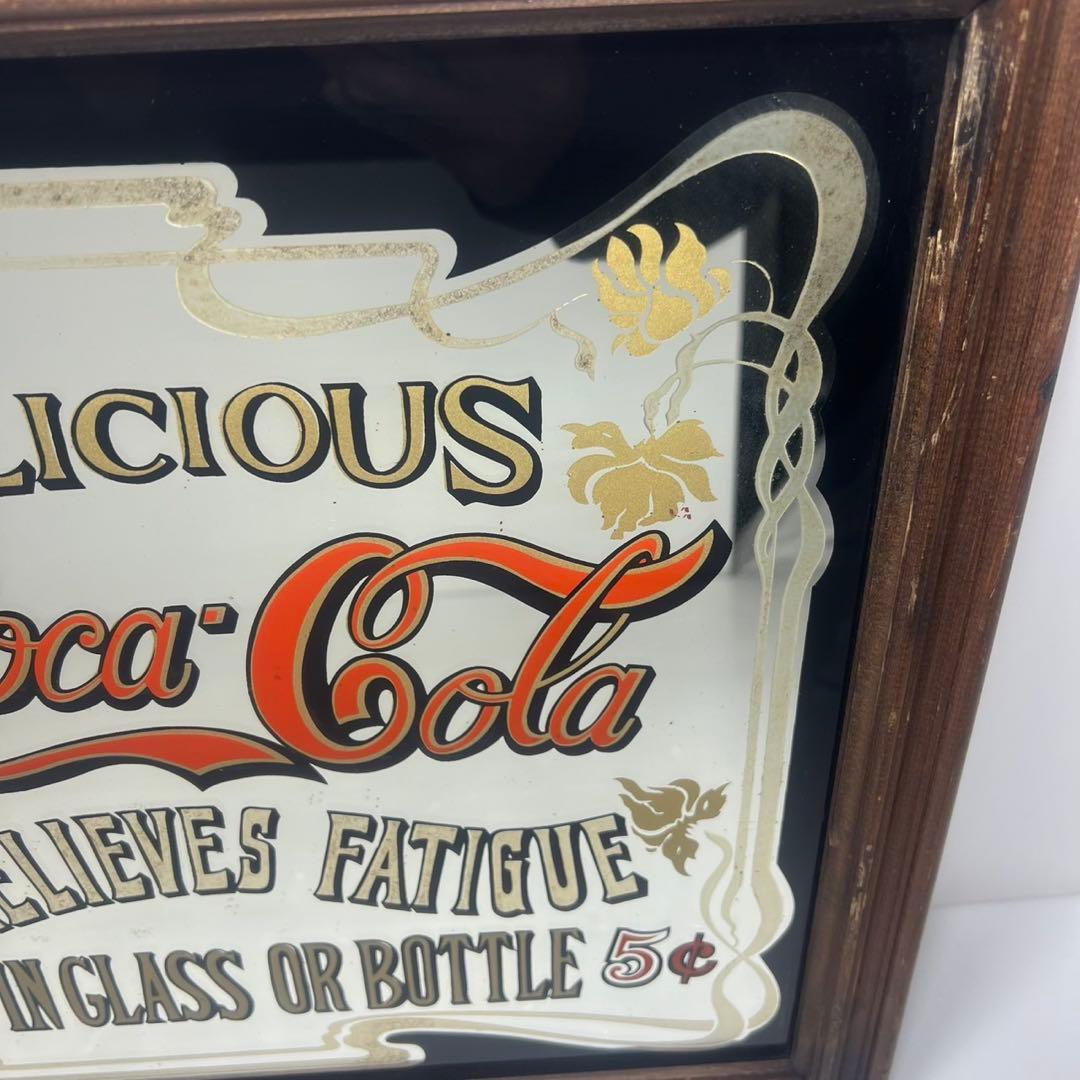 LICIOUS
oca-Cola
ELIEVES FATIGUE
IN GLASS OR BOTTLE 5¢